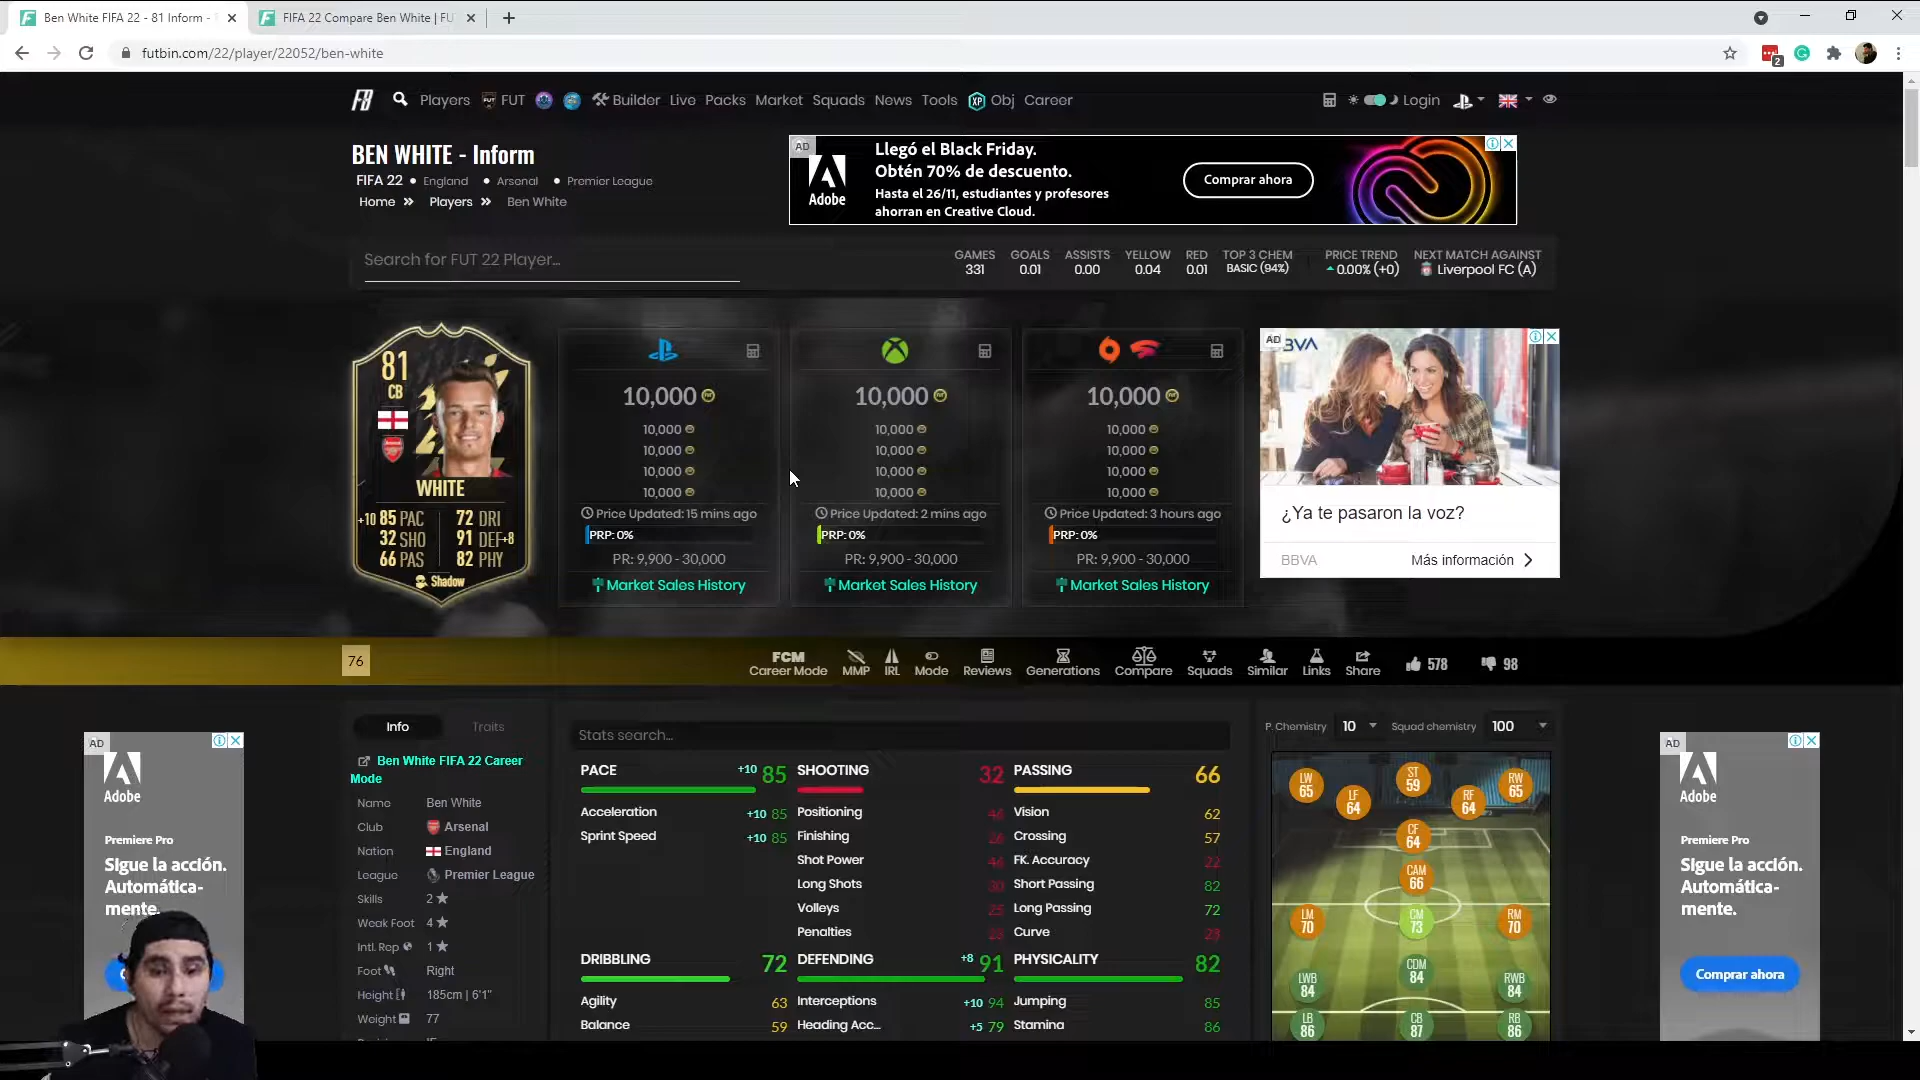 Ben White FIFA 22 - 81 Inform -
FIFA 22 Compare Ben White | FU
futbin.com/22/player/22052/ben-white
2
Players FUT Builder Live Packs Market Squads News Tools XP Obj Career
Login
BEN WHITE - Inform
FIFA 22 • England • Arsenal • Premier League
Home » Players » Ben White
AD
Adobe
Llegó el Black Friday.
Obtén 70% de descuento.
Hasta el 26/11, estudiantes y profesores
ahorran en Creative Cloud.
Comprar ahora
Search for FUT 22 Player...
GAMES GOALS ASSISTS YELLOW RED TOP 3 CHEM PRICE TREND NEXT MATCH AGAINST
331 0.01 0.00 0.04 0.01 BASIC (94%) 0.00% (+0) Liverpool FC (A)
81
CB
WHITE
+10 85 PAC 72 DRI
32 SHO 91 DEF+8
66 PAS 82 PHY
Shadow
10,000
10,000
10,000
10,000
10,000
Price Updated: 15 mins ago
PRP: 0%
PR: 9,900 - 30,000
Market Sales History
10,000
10,000
10,000
10,000
10,000
Price Updated: 2 mins ago
PRP: 0%
PR: 9,900 - 30,000
Market Sales History
10,000
10,000
10,000
10,000
10,000
Price Updated: 3 hours ago
PRP: 0%
PR: 9,900 - 30,000
Market Sales History
AD
BBVA
¿Ya te pasaron la voz?
BBVA Más información
76
FCM
Career Mode MMP IRL Mode Reviews Generations Compare Squads Similar Links Share 578 98
AD
Adobe
Premiere Pro
Sigue la acción.
Automática-
mente.
Info Traits
Ben White FIFA 22 Career
Mode
Name Ben White
Club Arsenal
Nation England
League Premier League
Skills 2
Weak Foot 4
Intl. Rep 1
Foot Right
Height 185cm | 6'1"
Weight 77
Stats search...
PACE +10 85
Acceleration +10 85
Sprint Speed +10 85
SHOOTING 32
Positioning 46
Finishing 26
Shot Power 46
Long Shots 30
Volleys 25
Penalties
PASSING 66
Vision 62
Crossing 57
FK. Accuracy 22
Short Passing 82
Long Passing 72
Curve 23
DRIBBLING 72
Agility 63
Balance 59
DEFENDING +8 91
Interceptions +10 94
Heading Acc... +5 79
PHYSICALITY 82
Jumping 85
Stamina 86
P. Chemistry 10 Squad chemistry 100
LW 65
LF 64
ST 59
RF 64
RW 65
CF 64
CAM 66
LM 70
CM 73
RM 70
LWB 84
CDM 84
RWB 84
LB 86
CB 87
RB 86
AD
Adobe
Premiere Pro
Sigue la acción.
Automática-
mente.
Comprar ahora